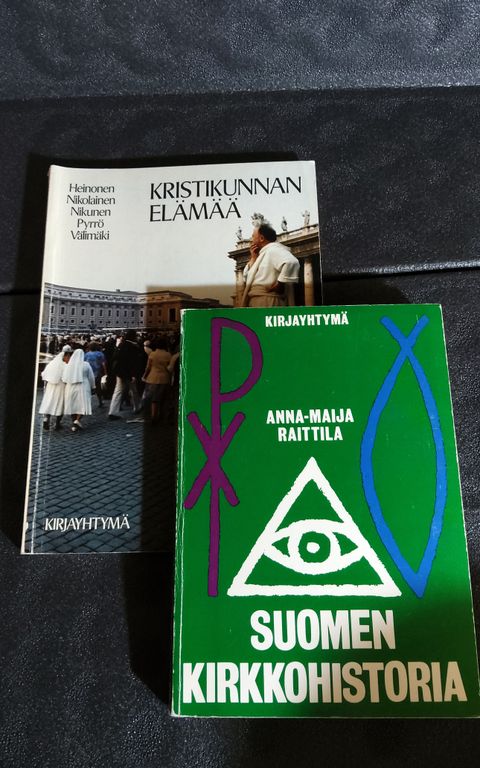 Heinonen
Nikolainen
Nikunen
Pyrrö
Välimäki
KRISTIKUNNAN
ELÄMÄÄ
KIRJAYHTYMÄ
KIRJAYHTYMÄ
ANNA-MAIJA
RAITTILA
SUOMEN
KIRKKOHISTORIA